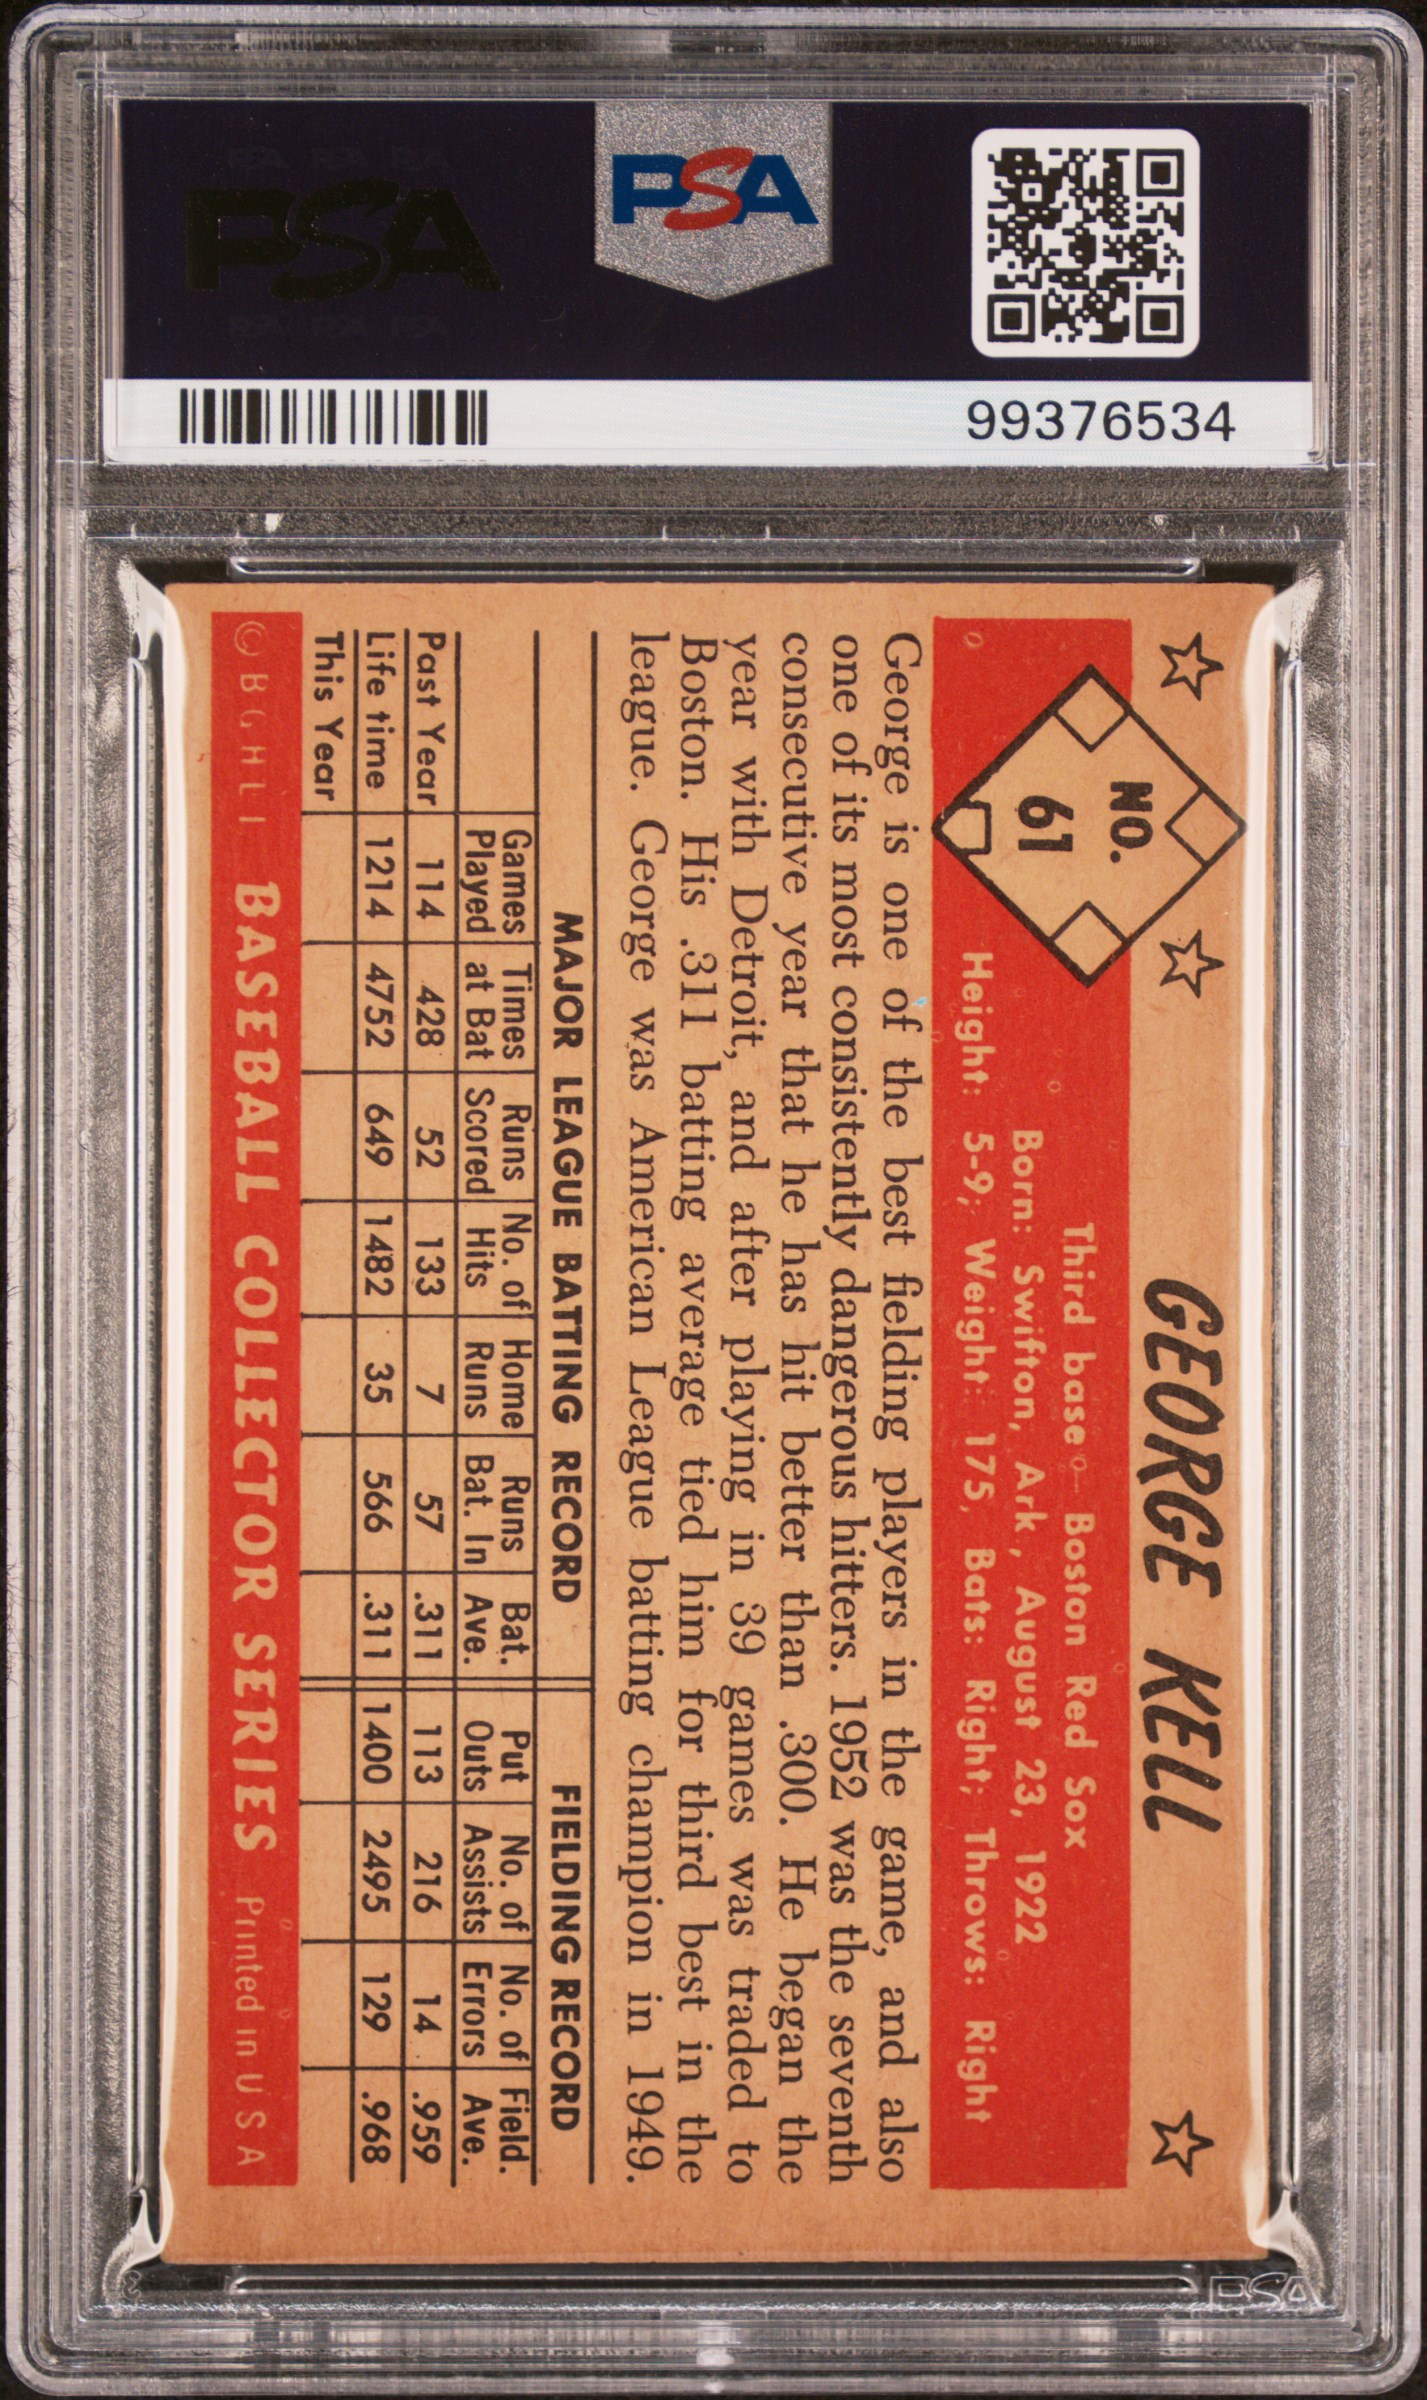 PSA
PSA
99376534
NO.
61
GEORGE KELL
Third base – Boston Red Sox
Born: Swifton, Ark., August 23, 1922
Height: 5-9; Weight: 175, Bats: Right; Throws: Right
George is one of the best fielding players in the game, and also
one of its most consistently dangerous hitters. 1952 was the seventh
consecutive year that he has hit better than .300. He began the
year with Detroit, and after playing in 39 games was traded to
Boston. His .311 batting average tied him for third best in the
league. George was American League batting champion in 1949.
MAJOR LEAGUE BATTING RECORD FIELDING RECORD
Games Played Times at Bat Runs Scored No. of Hits Home Runs Runs Bat. In Bat. Ave. Put Outs No. of Assists No. of Errors Field. Ave.
Past Year 114 428 52 133 7 57 .311 113 216 14 .959
Life time 1214 4752 649 1482 35 566 .311 1400 2495 129 .968
This Year
© B G H L I BASEBALL COLLECTOR SERIES Printed in U S A
PSA